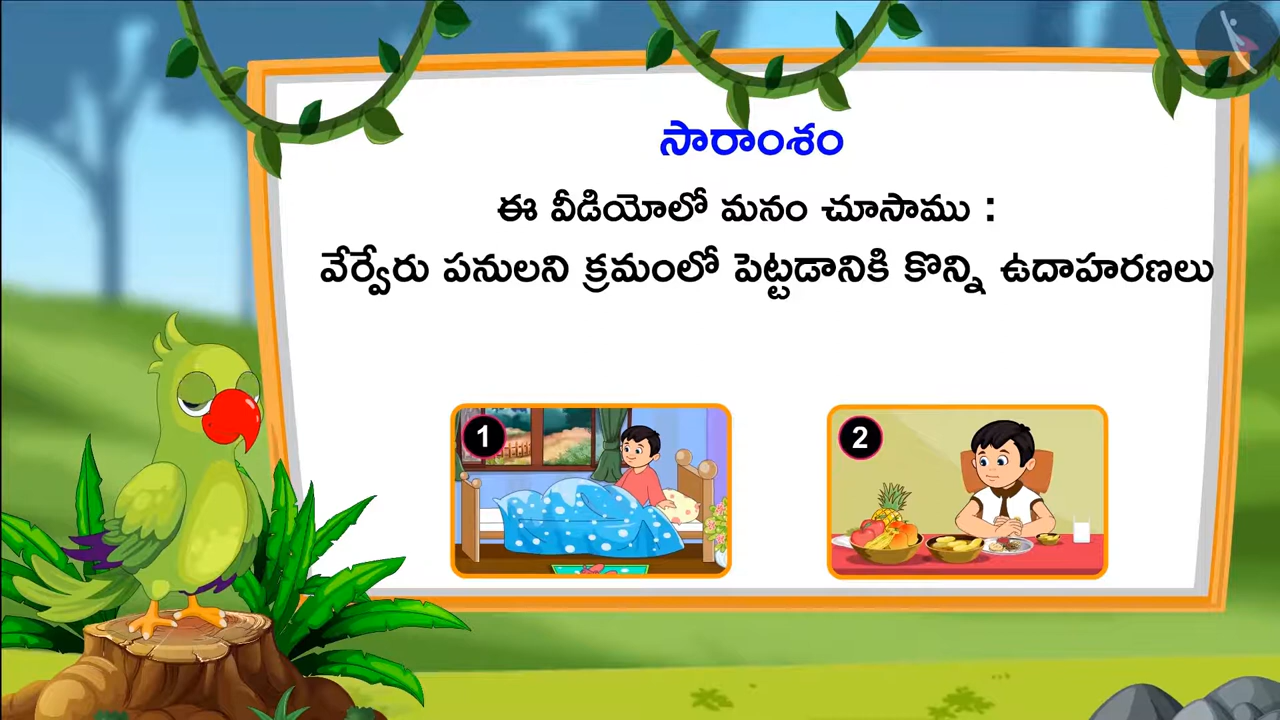 సారాంశం
ఈ వీడియోలో మనం చూసాము :
వేర్వేరు పనులని క్రమంలో పెట్టడానికి కొన్ని ఉదాహరణలు
1
2